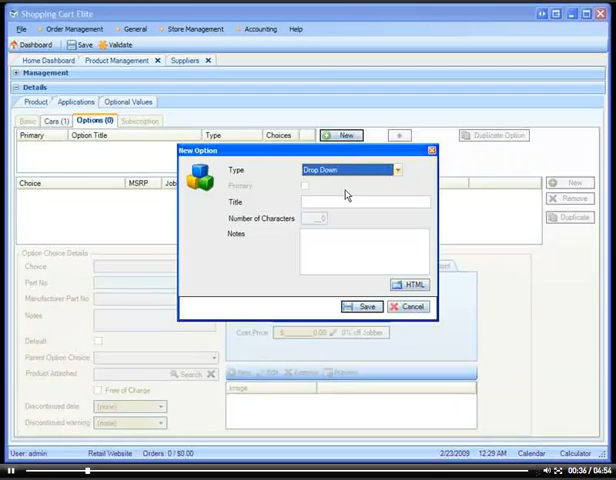 Shopping Cart Elite
File Order Management General Store Management Accounting Help
Dashboard Save Validate
Home Dashboard Product Management Suppliers
Management
Details
Product Applications Optional Values
Basic Cars (1) Options (0) Subscription
Primary Option Title Type Choices New Duplicate Option
New Option
Type Drop Down
Primary
Title
Number of Characters __0
Notes
HTML
Save Cancel
Choice MSRP
New
Remove
Duplicate
Option Choice Details
Choice
Part No
Manufacturer Part No
Notes
Default
Parent Option Choice
Product Attached Search
Free of Charge
Discontinued date (none)
Discontinued warning (none)
Cost Price $ 0.00 0% off Jobber
New Edit Remove Preview
Image
User: admin Retail Website Orders: 0 / $0.00 2/23/2009 12:29 AM Calendar Calculator
00:36 / 04:54